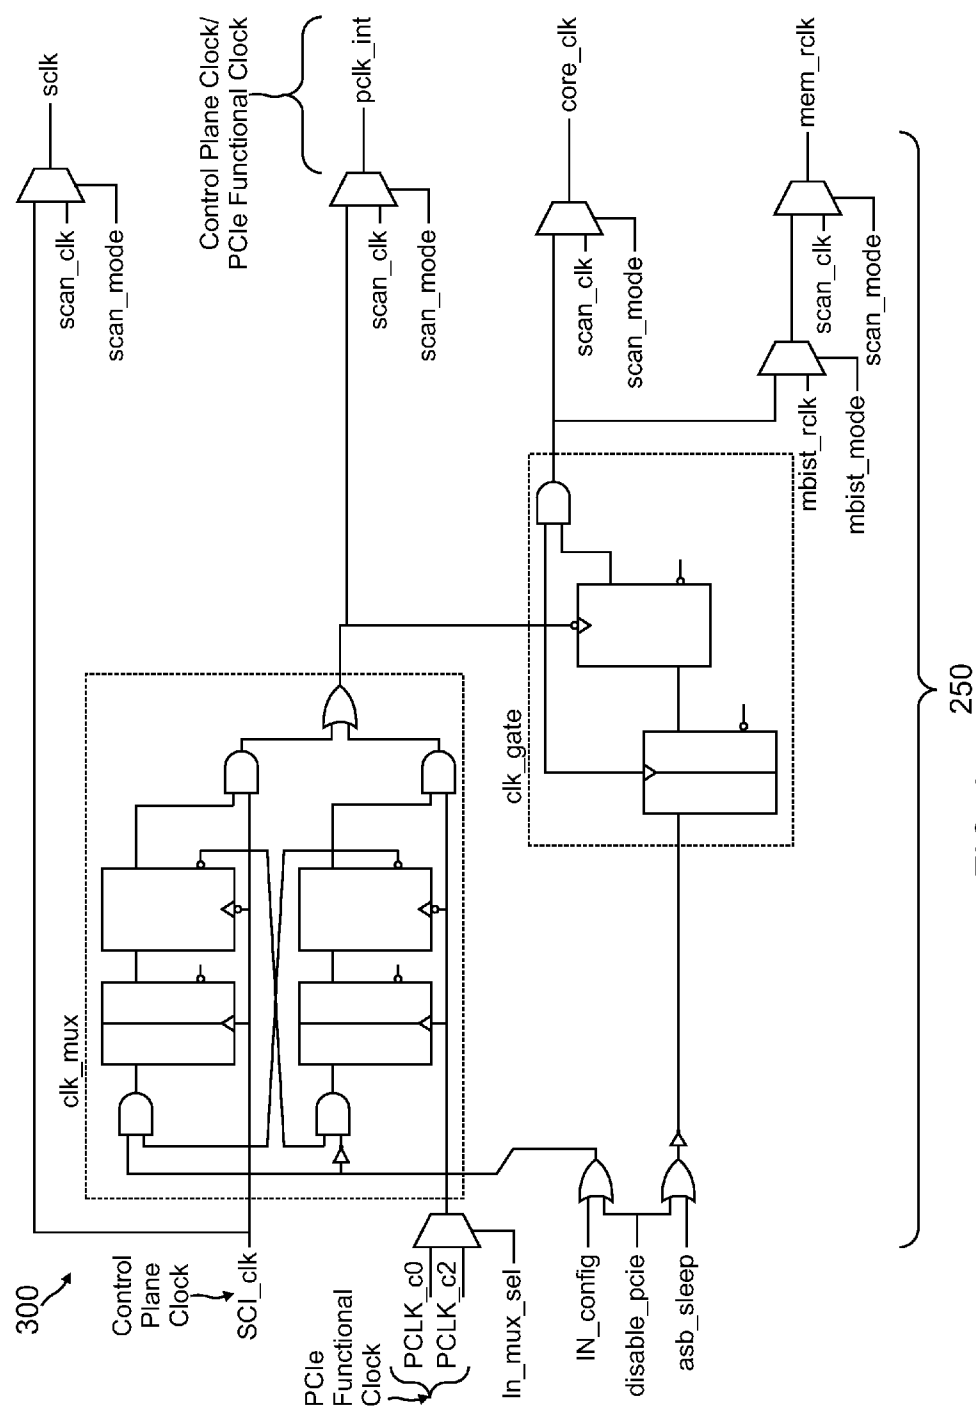 300
Control
Plane
Clock
SCI_clk
PCIe
Functional
Clock
PCLK_c0
PCLK_c2
In_mux_sel
IN_config
disable_pcie
asb_sleep
clk_mux
clk_gate
scan_clk
scan_mode
sclk
Control Plane Clock/
PCIe Functional Clock
scan_clk
scan_mode
pclk_int
scan_clk
scan_mode
core_clk
mbist_rclk
mbist_mode
scan_clk
scan_mode
mem_rclk
250